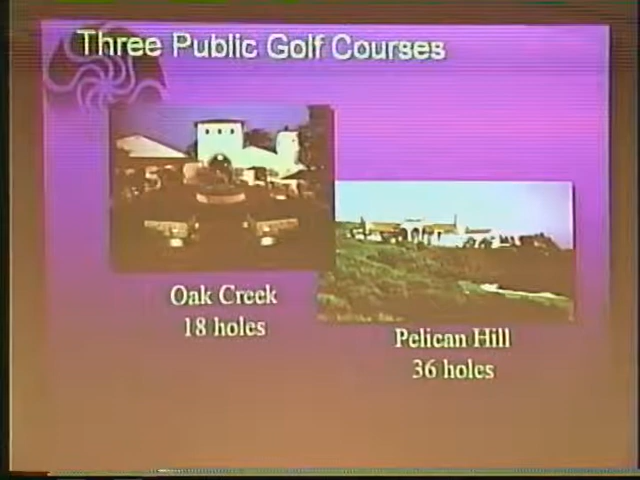 Three Public Golf Courses
Oak Creek
18 holes
Pelican Hill
36 holes